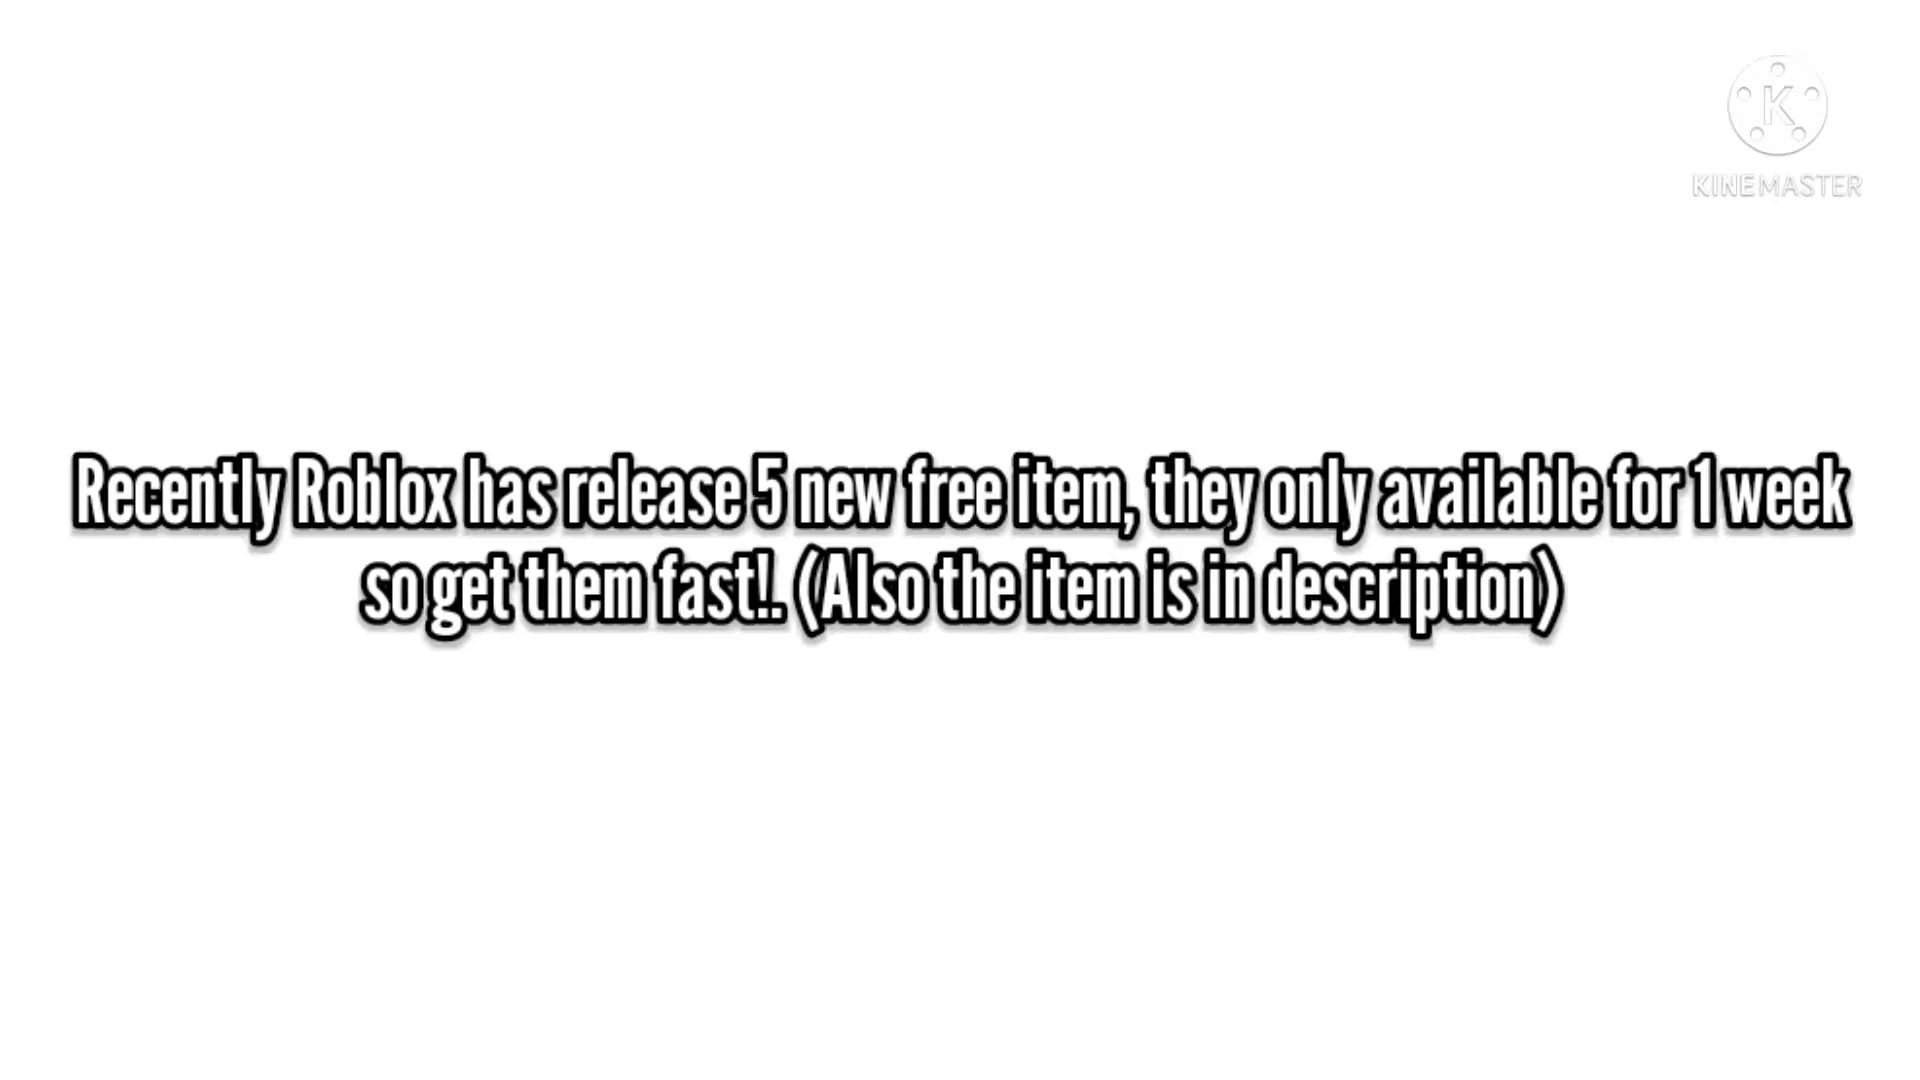 K
KINEMASTER
Recently Roblox has release 5 new free item, they only available for 1 week
so get them fast!. (Also the item is in description)